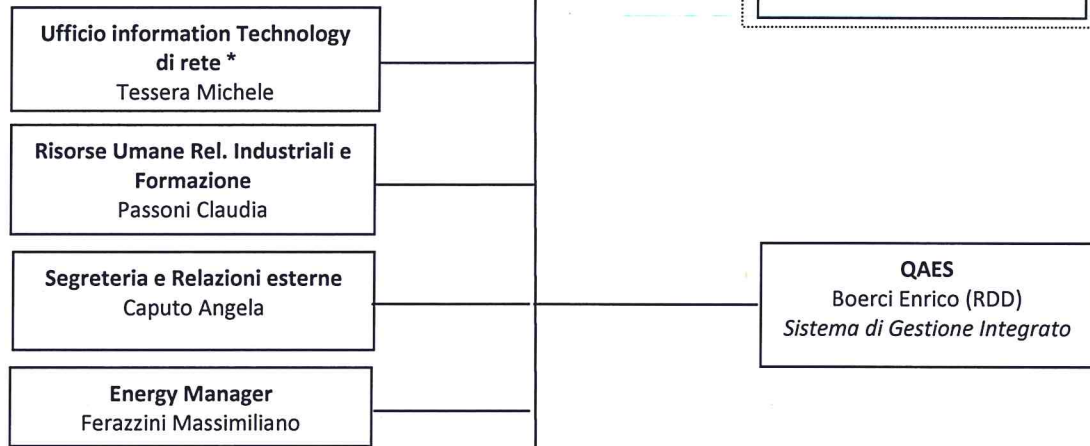 Ufficio information Technology
di rete *
Tessera Michele
Risorse Umane Rel. Industriali e
Formazione
Passoni Claudia
Segreteria e Relazioni esterne
Caputo Angela
QAES
Boerci Enrico (RDD)
Sistema di Gestione Integrato
Energy Manager
Ferazzini Massimiliano